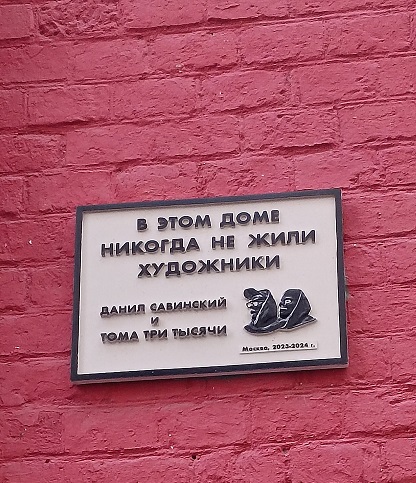 В ЭТОМ ДОМЕ
НИКОГДА НЕ ЖИЛИ
ХУДОЖНИКИ
ДАНИЛ САВИНСКИЙ
И
ТОМА ТРИ ТЫСЯЧИ
Москва, 2023-2024 г.